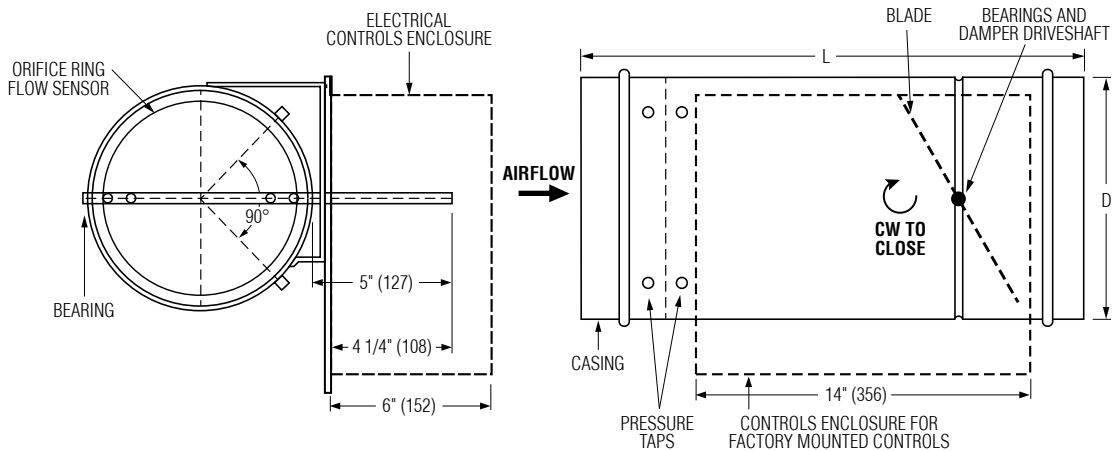 ELECTRICAL
CONTROLS ENCLOSURE
ORIFICE RING
FLOW SENSOR
90°
BEARING
5" (127)
4 1/4" (108)
6" (152)
AIRFLOW
BLADE
BEARINGS AND
DAMPER DRIVESHAFT
L
D
CW TO
CLOSE
CASING
PRESSURE
TAPS
14" (356)
CONTROLS ENCLOSURE FOR
FACTORY MOUNTED CONTROLS